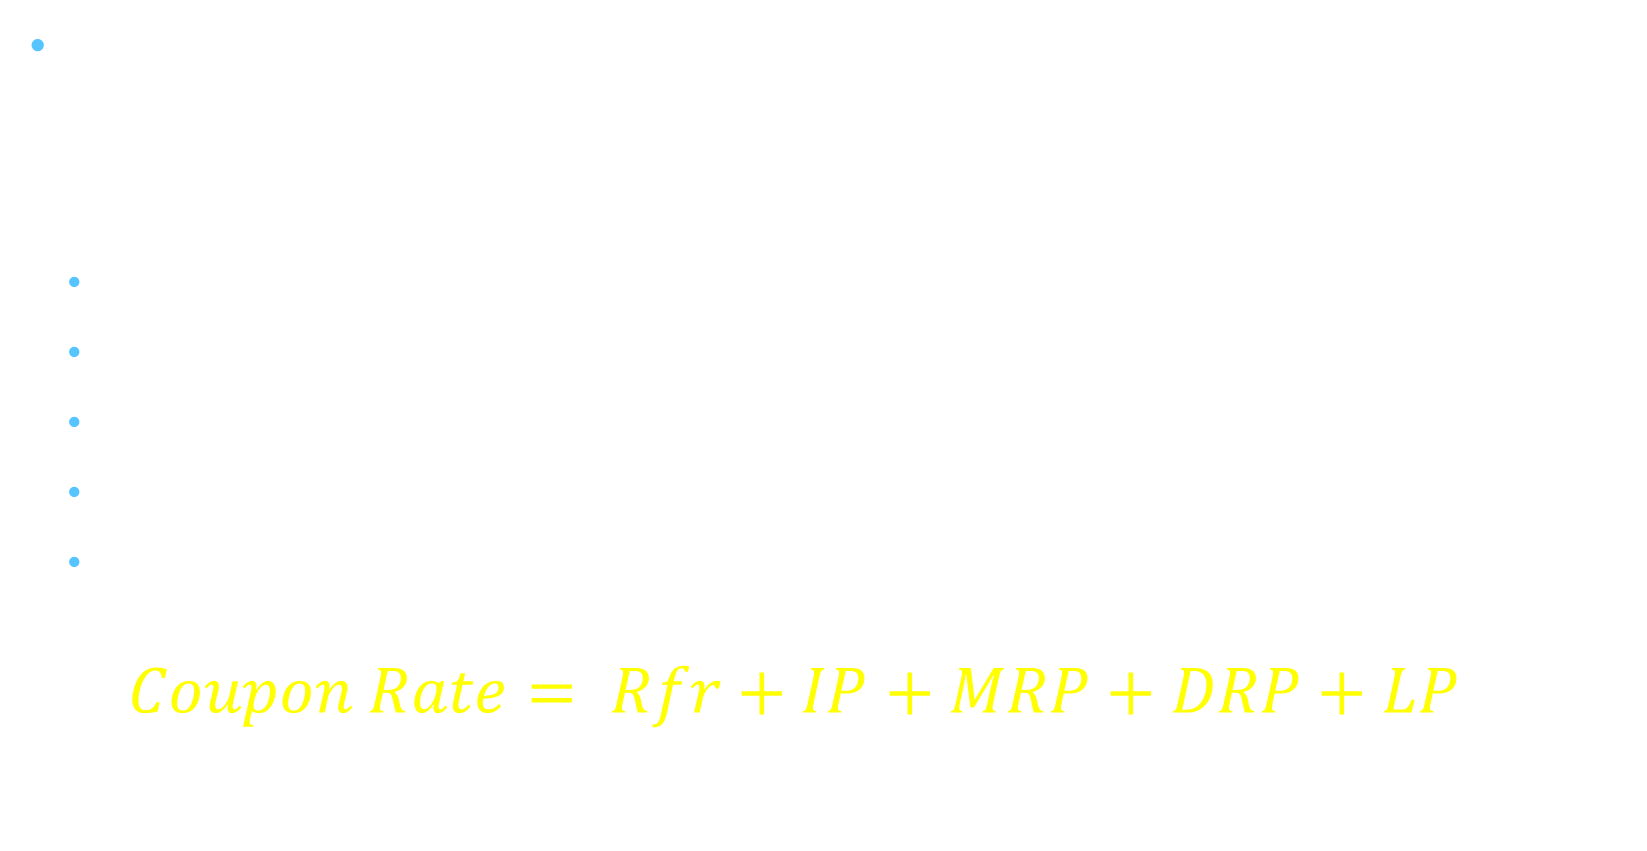 Coupon Rate = Rfr + IP + MRP + DRP + LP